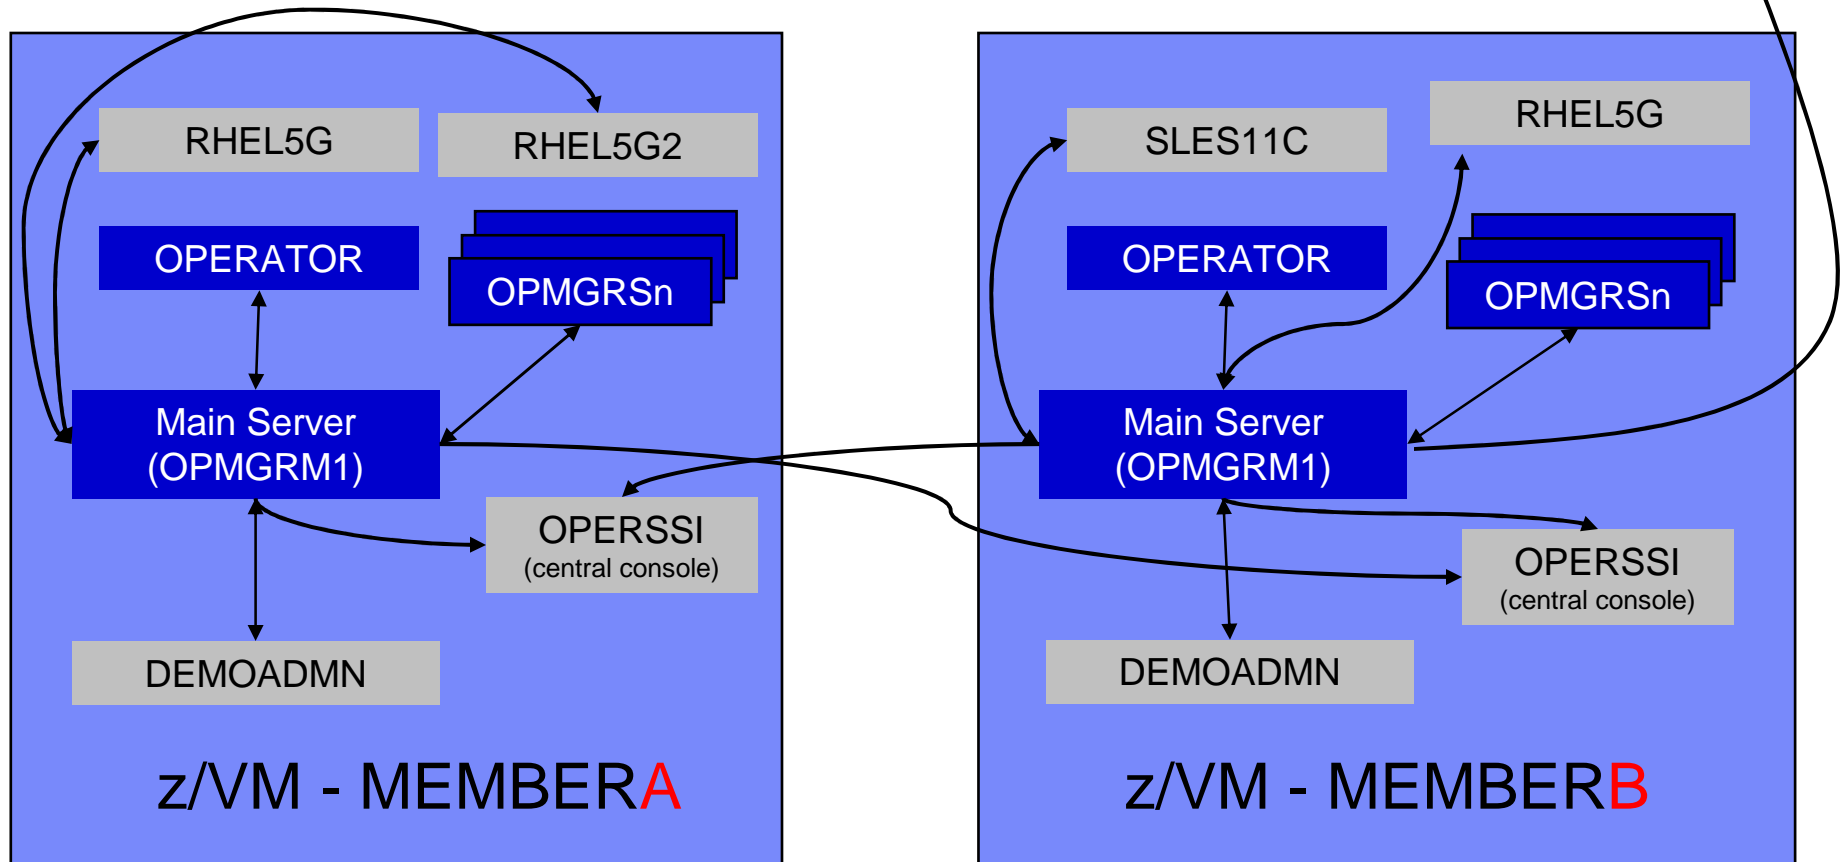 RHEL5G
RHEL5G2
OPERATOR
OPMGRSn
Main Server
(OPMGRM1)
OPERSSI
(central console)
DEMOADMN
z/VM - MEMBERA
SLES11C
RHEL5G
OPERATOR
OPMGRSn
Main Server
(OPMGRM1)
OPERSSI
(central console)
DEMOADMN
z/VM - MEMBERB